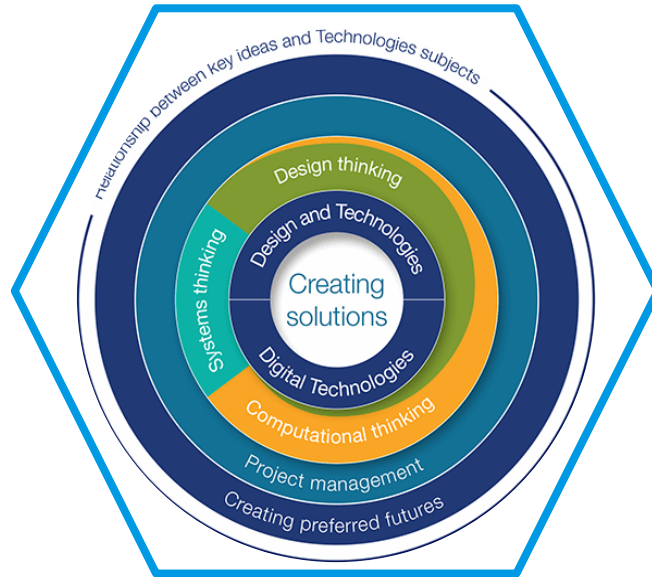 Relationship between key ideas and Technologies subjects
Design thinking
Design and Technologies
Systems thinking
Creating
solutions
Digital Technologies
Computational thinking
Project management
Creating preferred futures